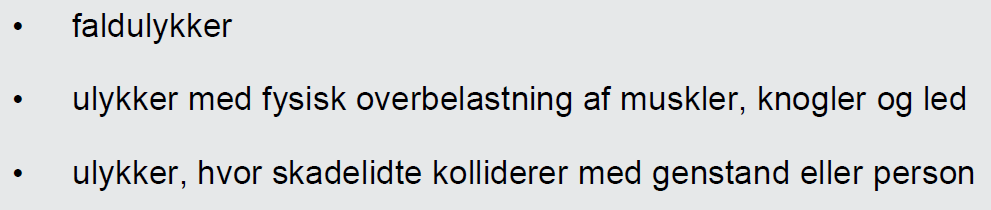 • faldulykker
• ulykker med fysisk overbelastning af muskler, knogler og led
• ulykker, hvor skadelidte kolliderer med genstand eller person